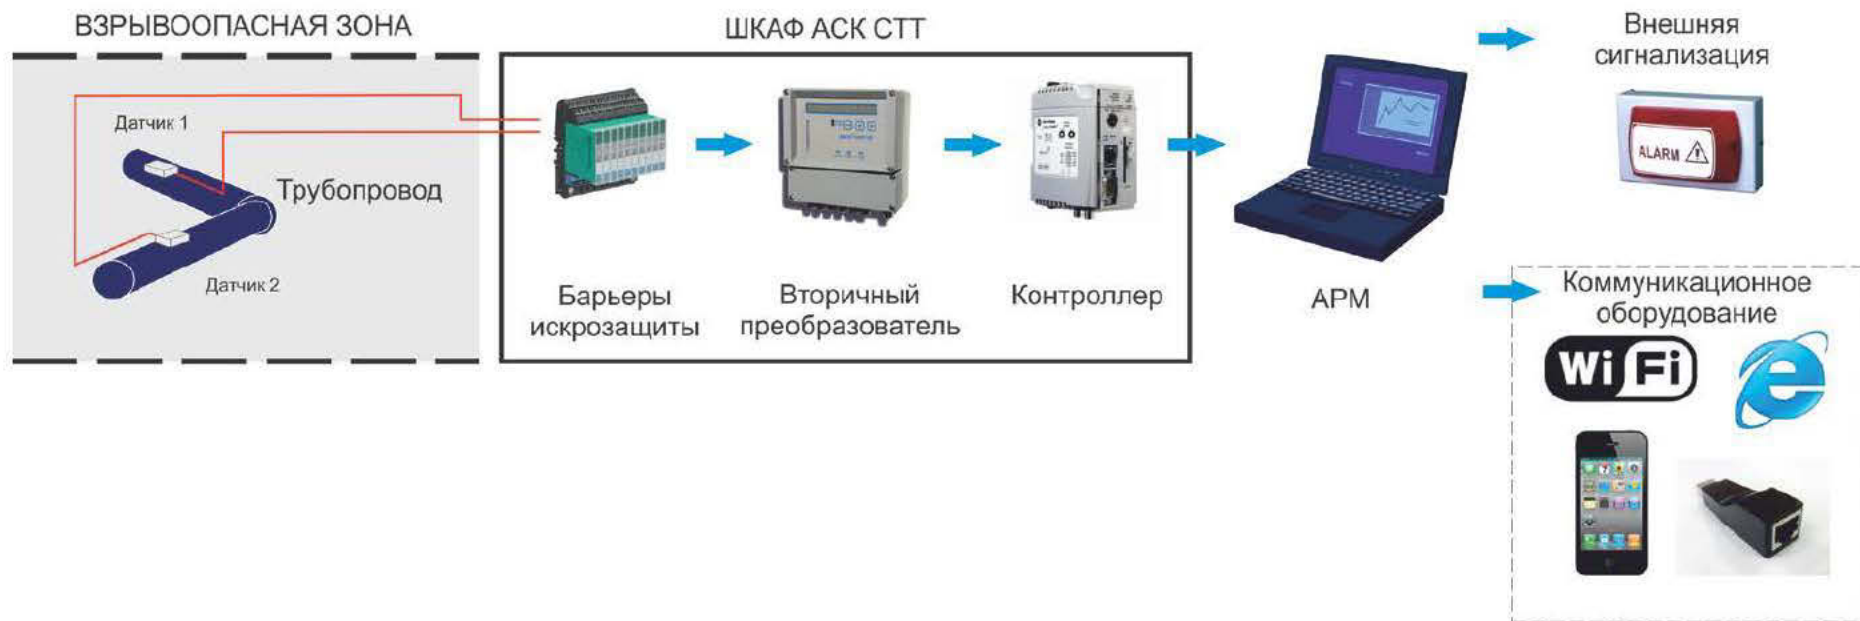 ВЗРЫВООПАСНАЯ ЗОНА
ШКАФ АСК СТТ
Внешняя
сигнализация
Датчик 1
Трубопровод
Датчик 2
ALARM
Барьеры
искрозащиты
Вторичный
преобразователь
Контроллер
АРМ
Коммуникационное
оборудование
Wi Fi